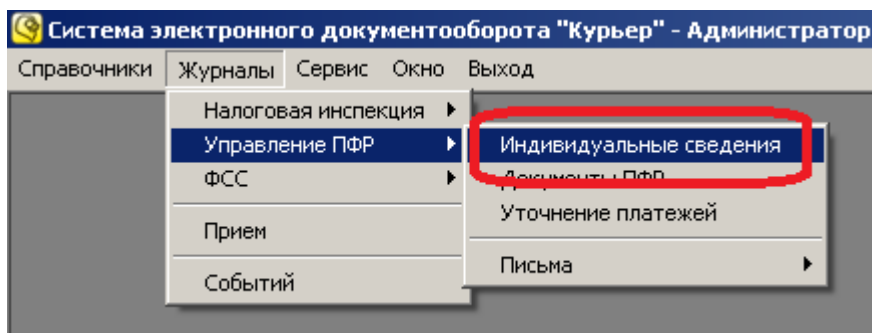 Система электронного документооборота "Курьер" - Администратор
Справочники Журналы Сервис Окно Выход
Налоговая инспекция
Управление ПФР
ФСС
Прием
Событий
Индивидуальные сведения
Документы ПФР
Уточнение платежей
Письма